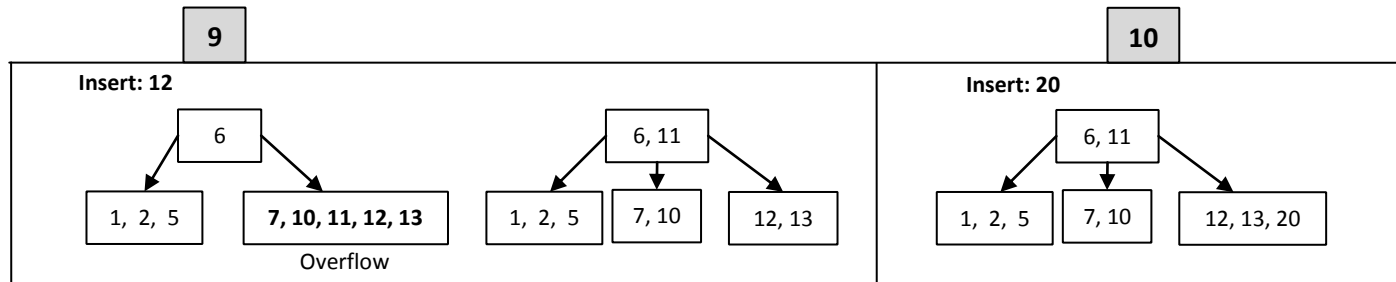 9
Insert: 12
6
1, 2, 5
7, 10, 11, 12, 13
Overflow
6, 11
1, 2, 5
7, 10
12, 13
10
Insert: 20
6, 11
1, 2, 5
7, 10
12, 13, 20